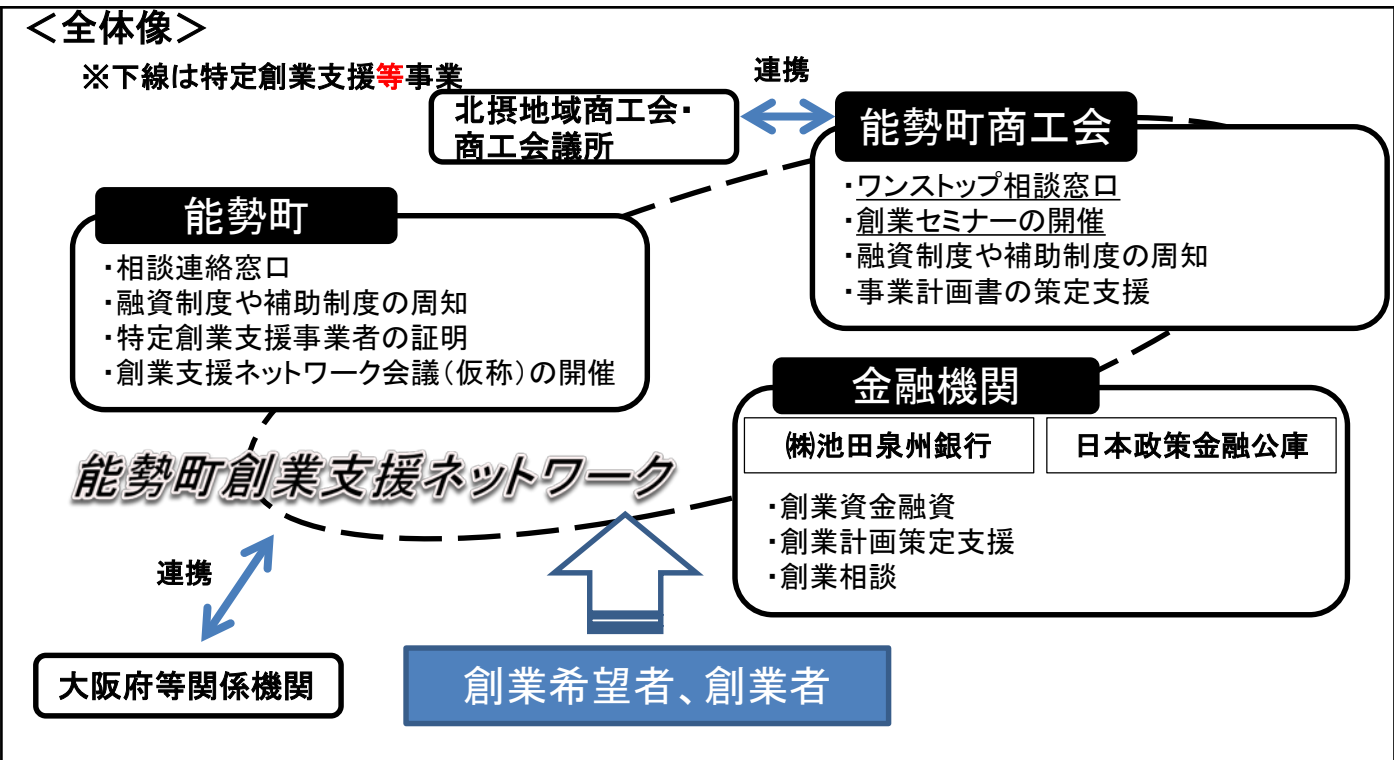 ＜全体像＞
※下線は特定創業支援等事業
連携
北摂地域商工会・
商工会議所
能勢町商工会
・ワンストップ相談窓口
・創業セミナーの開催
・融資制度や補助制度の周知
・事業計画書の策定支援
能勢町
・相談連絡窓口
・融資制度や補助制度の周知
・特定創業支援事業者の証明
・創業支援ネットワーク会議（仮称）の開催
金融機関
㈱池田泉州銀行
日本政策金融公庫
・創業資金融資
・創業計画策定支援
・創業相談
能勢町創業支援ネットワーク
連携
大阪府等関係機関
創業希望者、創業者